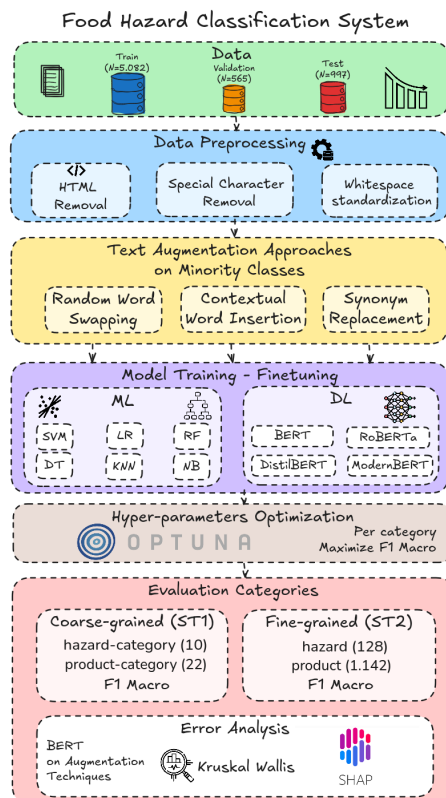 Food Hazard Classification System
Data
Train
(N=5.082)
Validation
(N=565)
Test
(N=997)
Data Preprocessing
</>
HTML
Removal
Special Character
Removal
Whitespace
standardization
Text Augmentation Approaches
on Minority Classes
Random Word
Swapping
Contextual
Word Insertion
Synonym
Replacement
Model Training - Finetuning
ML
SVM
LR
RF
DT
KNN
NB
DL
BERT
RoBERTa
DistilBERT
ModernBERT
Hyper-parameters Optimization
OPTUNA
Per category
Maximize F1 Macro
Evaluation Categories
Coarse-grained (ST1)
hazard-category (10)
product-category (22)
F1 Macro
Fine-grained (ST2)
hazard (128)
product (1.142)
F1 Macro
Error Analysis
BERT
on Augmentation
Techniques
Kruskal Wallis
SHAP